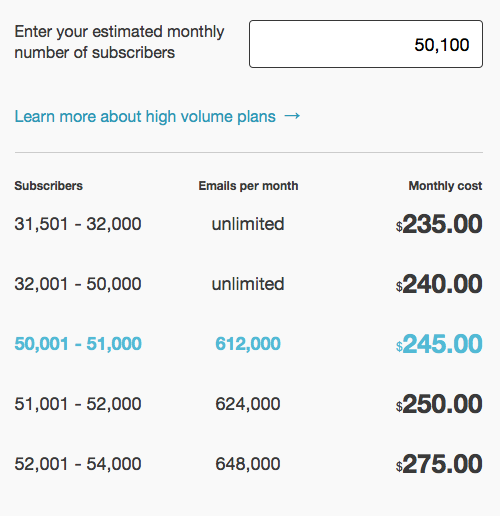 Enter your estimated monthly
number of subscribers
50,100
Learn more about high volume plans →
Subscribers Emails per month Monthly cost
31,501 - 32,000 unlimited $235.00
32,001 - 50,000 unlimited $240.00
50,001 - 51,000 612,000 $245.00
51,001 - 52,000 624,000 $250.00
52,001 - 54,000 648,000 $275.00